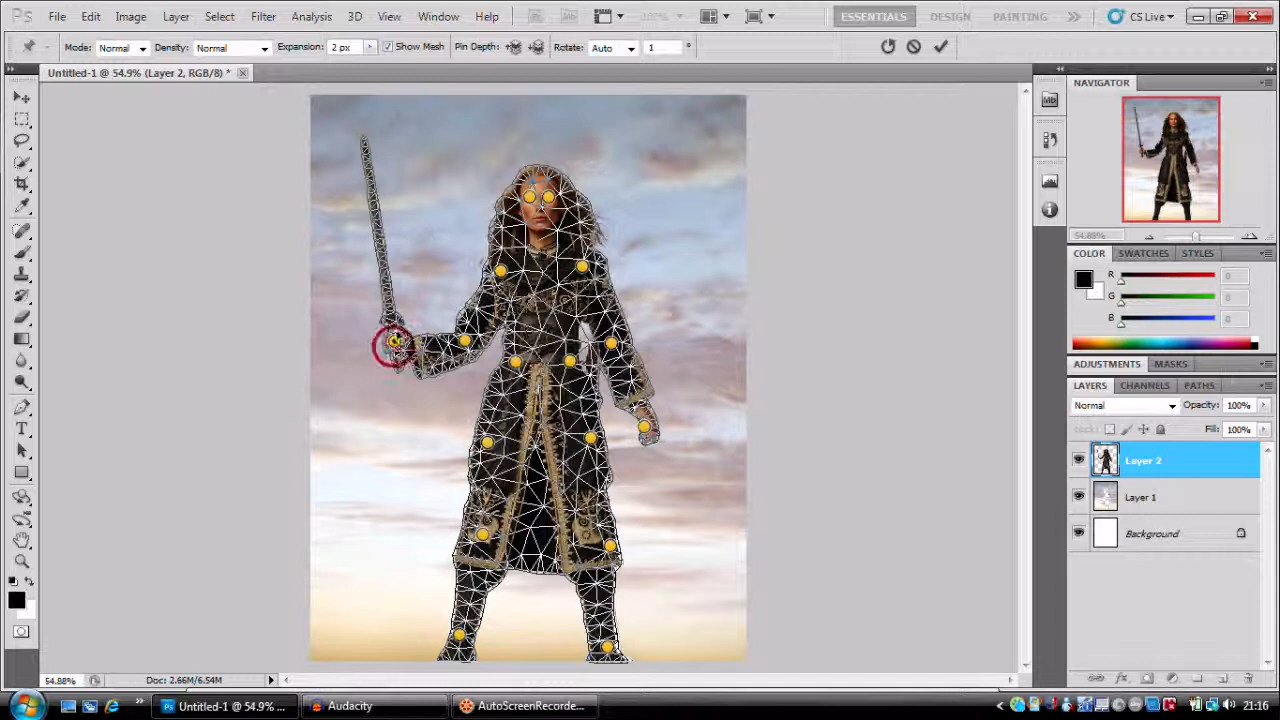 Ps File Edit Image Layer Select Filter Analysis 3D View Window Help Br Mb ESSENTIALS DESIGN PAINTING CS Live
Mode: Normal Density: Normal Expansion: 2 px Show Mesh Pin Depth: Rotate: Auto 1 °
Untitled-1 @ 54.9% (Layer 2, RGB/8) *
NAVIGATOR
Mb
54.88%
COLOR SWATCHES STYLES
R 0
G 0
B 0
ADJUSTMENTS MASKS
LAYERS CHANNELS PATHS
Normal Opacity: 100%
Lock: Fill: 100%
Layer 2
Layer 1
Background
54.88% Doc: 2.66M/6.54M
Untitled-1 @ 54.9% ... Audacity AutoScreenRecorde... 21:16